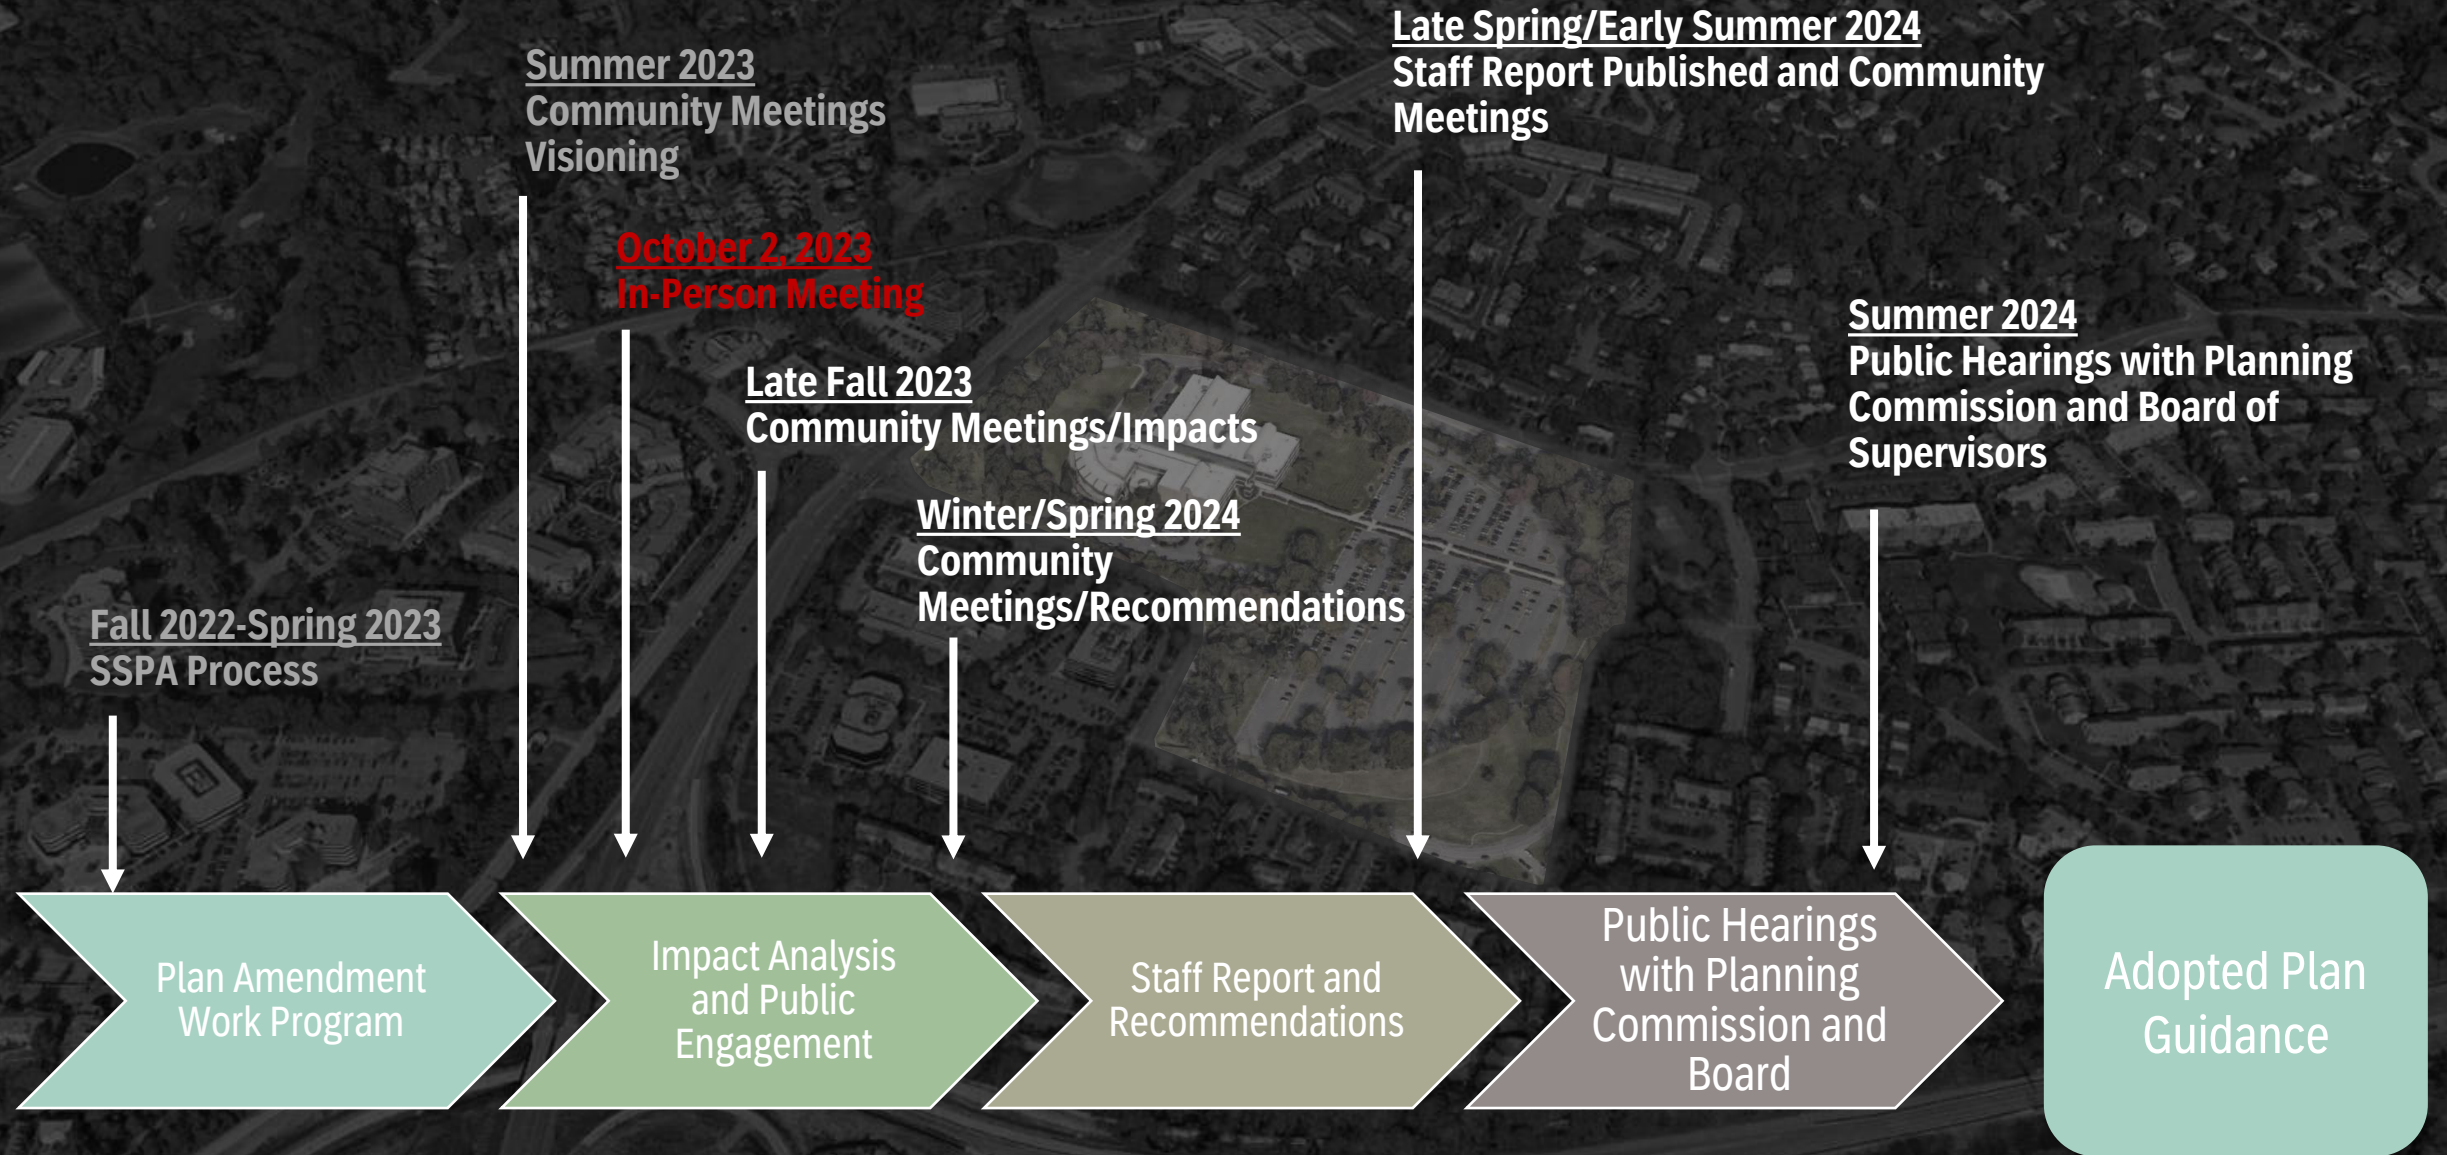 Late Spring/Early Summer 2024
Staff Report Published and Community
Meetings
Summer 2023
Community Meetings
Visioning
October 2, 2023
In-Person Meeting
Summer 2024
Public Hearings with Planning
Commission and Board of
Supervisors
Late Fall 2023
Community Meetings/Impacts
Winter/Spring 2024
Community
Meetings/Recommendations
Fall 2022-Spring 2023
SSPA Process
Plan Amendment
Work Program
Impact Analysis
and Public
Engagement
Staff Report and
Recommendations
Public Hearings
with Planning
Commission and
Board
Adopted Plan
Guidance